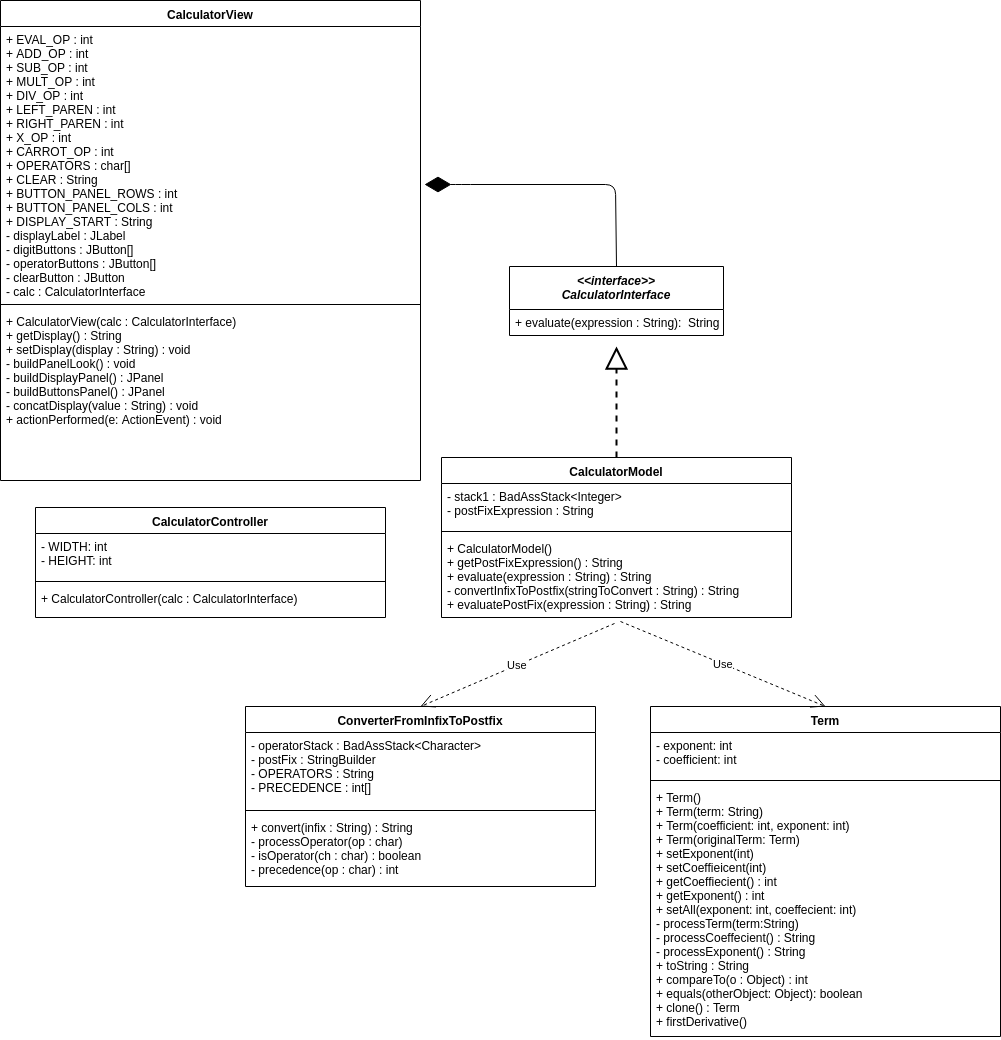 CalculatorView
+ EVAL_OP : int
+ ADD_OP : int
+ SUB_OP : int
+ MULT_OP : int
+ DIV_OP : int
+ LEFT_PAREN : int
+ RIGHT_PAREN : int
+ X_OP : int
+ CARROT_OP : int
+ OPERATORS : char[]
+ CLEAR : String
+ BUTTON_PANEL_ROWS : int
+ BUTTON_PANEL_COLS : int
+ DISPLAY_START : String
- displayLabel : JLabel
- digitButtons : JButton[]
- operatorButtons : JButton[]
- clearButton : JButton
- calc : CalculatorInterface
+ CalculatorView(calc : CalculatorInterface)
+ getDisplay() : String
+ setDisplay(display : String) : void
- buildPanelLook() : void
- buildDisplayPanel() : JPanel
- buildButtonsPanel() : JPanel
- concatDisplay(value : String) : void
+ actionPerformed(e: ActionEvent) : void
<<interface>>
CalculatorInterface
+ evaluate(expression : String):  String
CalculatorController
- WIDTH: int
- HEIGHT: int
+ CalculatorController(calc : CalculatorInterface)
CalculatorModel
- stack1 : BadAssStack<Integer>
- postFixExpression : String
+ CalculatorModel()
+ getPostFixExpression() : String
+ evaluate(expression : String) : String
- convertInfixToPostfix(stringToConvert : String) : String
+ evaluatePostFix(expression : String) : String
Use
Use
ConverterFromInfixToPostfix
- operatorStack : BadAssStack<Character>
- postFix : StringBuilder
- OPERATORS : String
- PRECEDENCE : int[]
+ convert(infix : String) : String
- processOperator(op : char)
- isOperator(ch : char) : boolean
- precedence(op : char) : int
Term
- exponent: int
- coefficient: int
+ Term()
+ Term(term: String)
+ Term(coefficient: int, exponent: int)
+ Term(originalTerm: Term)
+ setExponent(int)
+ setCoeffieicent(int)
+ getCoeffiecient() : int
+ getExponent() : int
+ setAll(exponent: int, coeffecient: int)
- processTerm(term:String)
- processCoeffecient() : String
- processExponent() : String
+ toString : String
+ compareTo(o : Object) : int
+ equals(otherObject: Object): boolean
+ clone() : Term
+ firstDerivative()